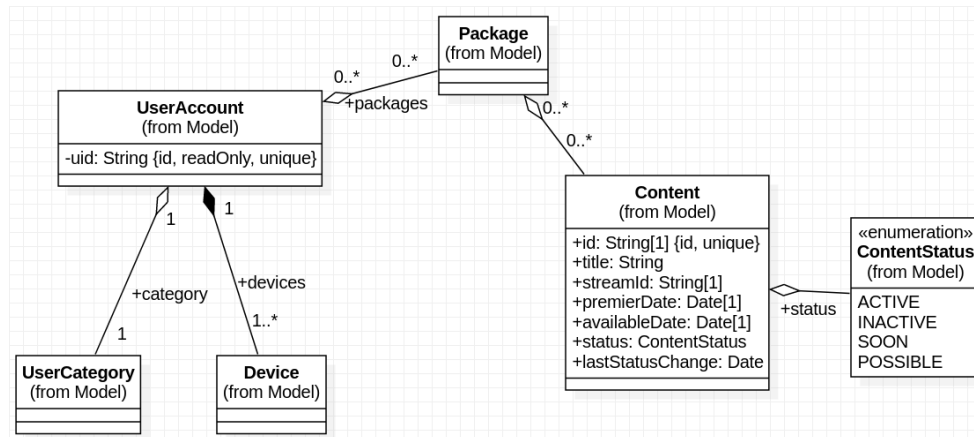 Package
(from Model)
0..*
0..*
+packages
UserAccount
(from Model)
-uid: String {id, readOnly, unique}
0..*
0..*
Content
(from Model)
+id: String[1] {id, unique}
+title: String
+streamId: String[1]
+premierDate: Date[1]
+availableDate: Date[1]
+status: ContentStatus
+lastStatusChange: Date
+status
«enumeration»
ContentStatus
(from Model)
ACTIVE
INACTIVE
SOON
POSSIBLE
1
1
+category
+devices
1
1..*
UserCategory
(from Model)
Device
(from Model)